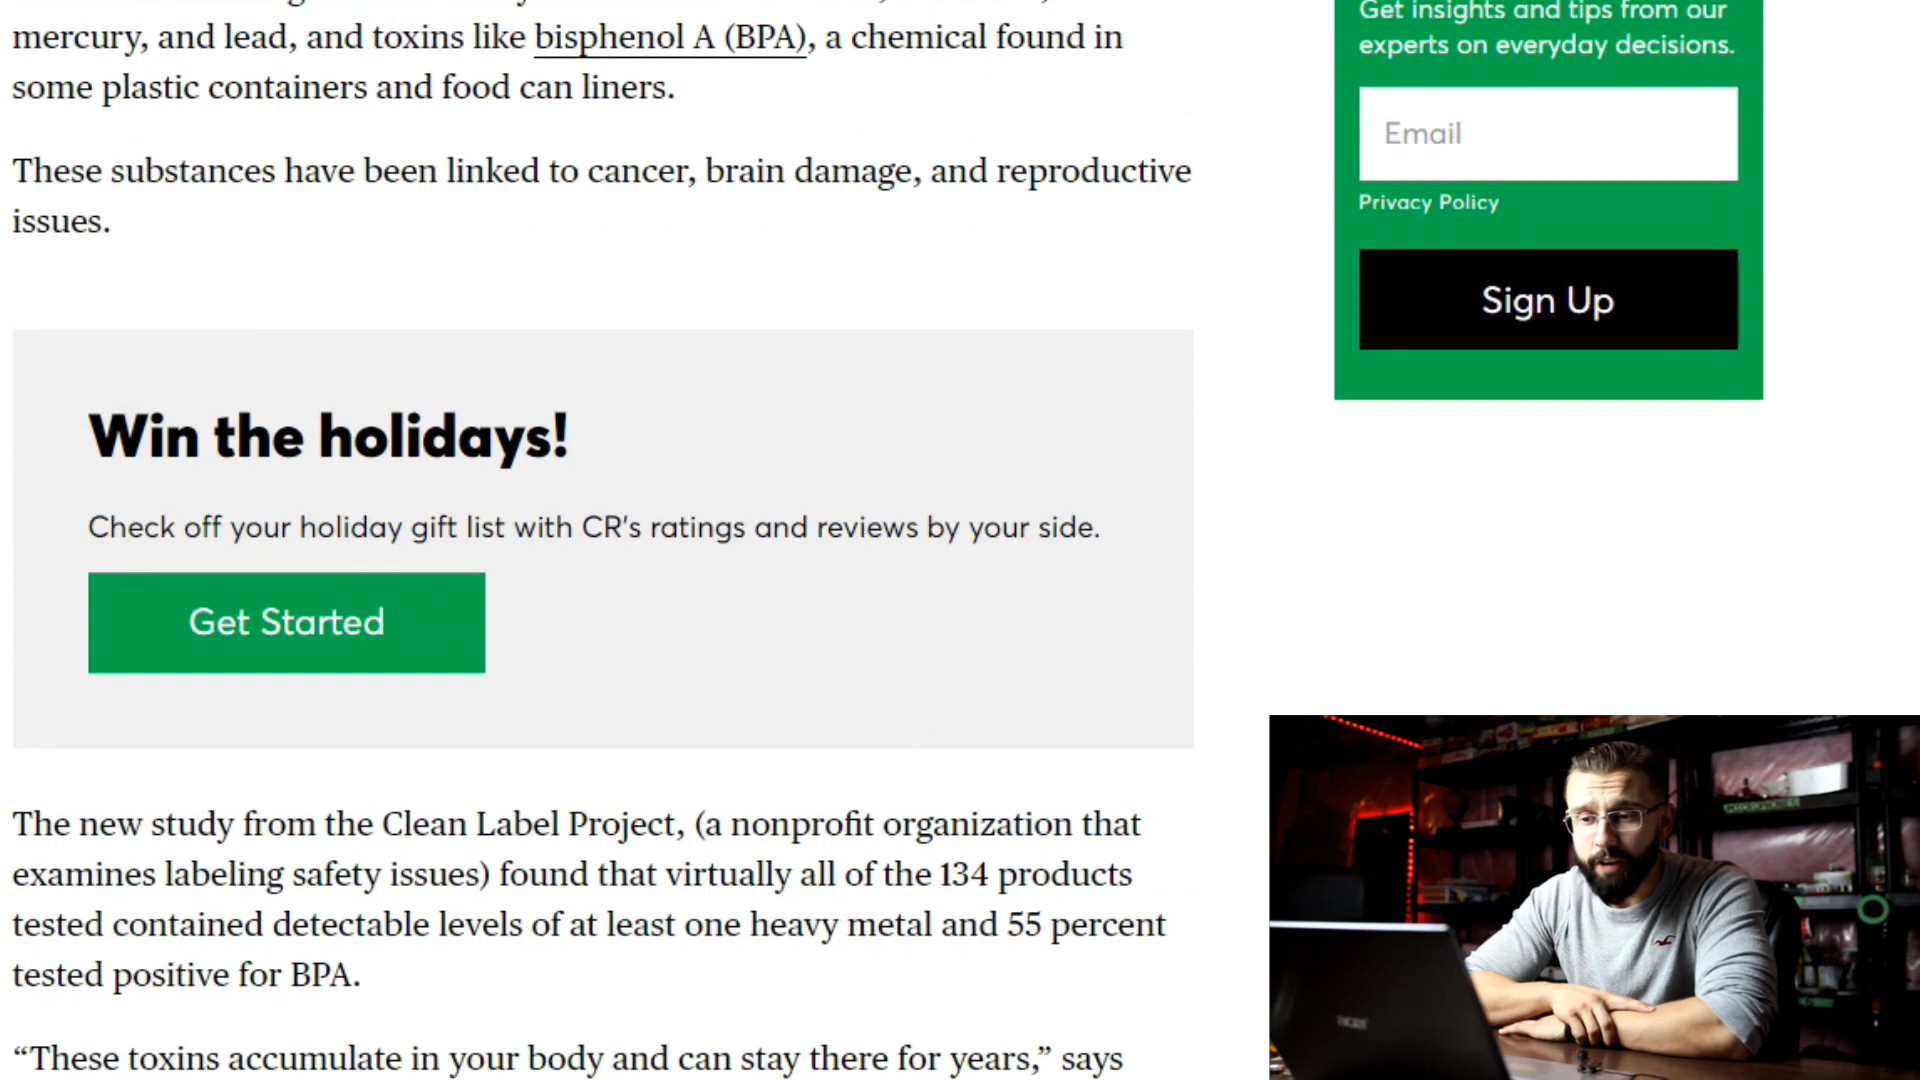 mercury, and lead, and toxins like bisphenol A (BPA), a chemical found in
some plastic containers and food can liners.
These substances have been linked to cancer, brain damage, and reproductive
issues.
Win the holidays!
Check off your holiday gift list with CR's ratings and reviews by your side.
Get Started
The new study from the Clean Label Project, (a nonprofit organization that
examines labeling safety issues) found that virtually all of the 134 products
tested contained detectable levels of at least one heavy metal and 55 percent
tested positive for BPA.
“These toxins accumulate in your body and can stay there for years,” says
Get insights and tips from our
experts on everyday decisions.
Email
Privacy Policy
Sign Up